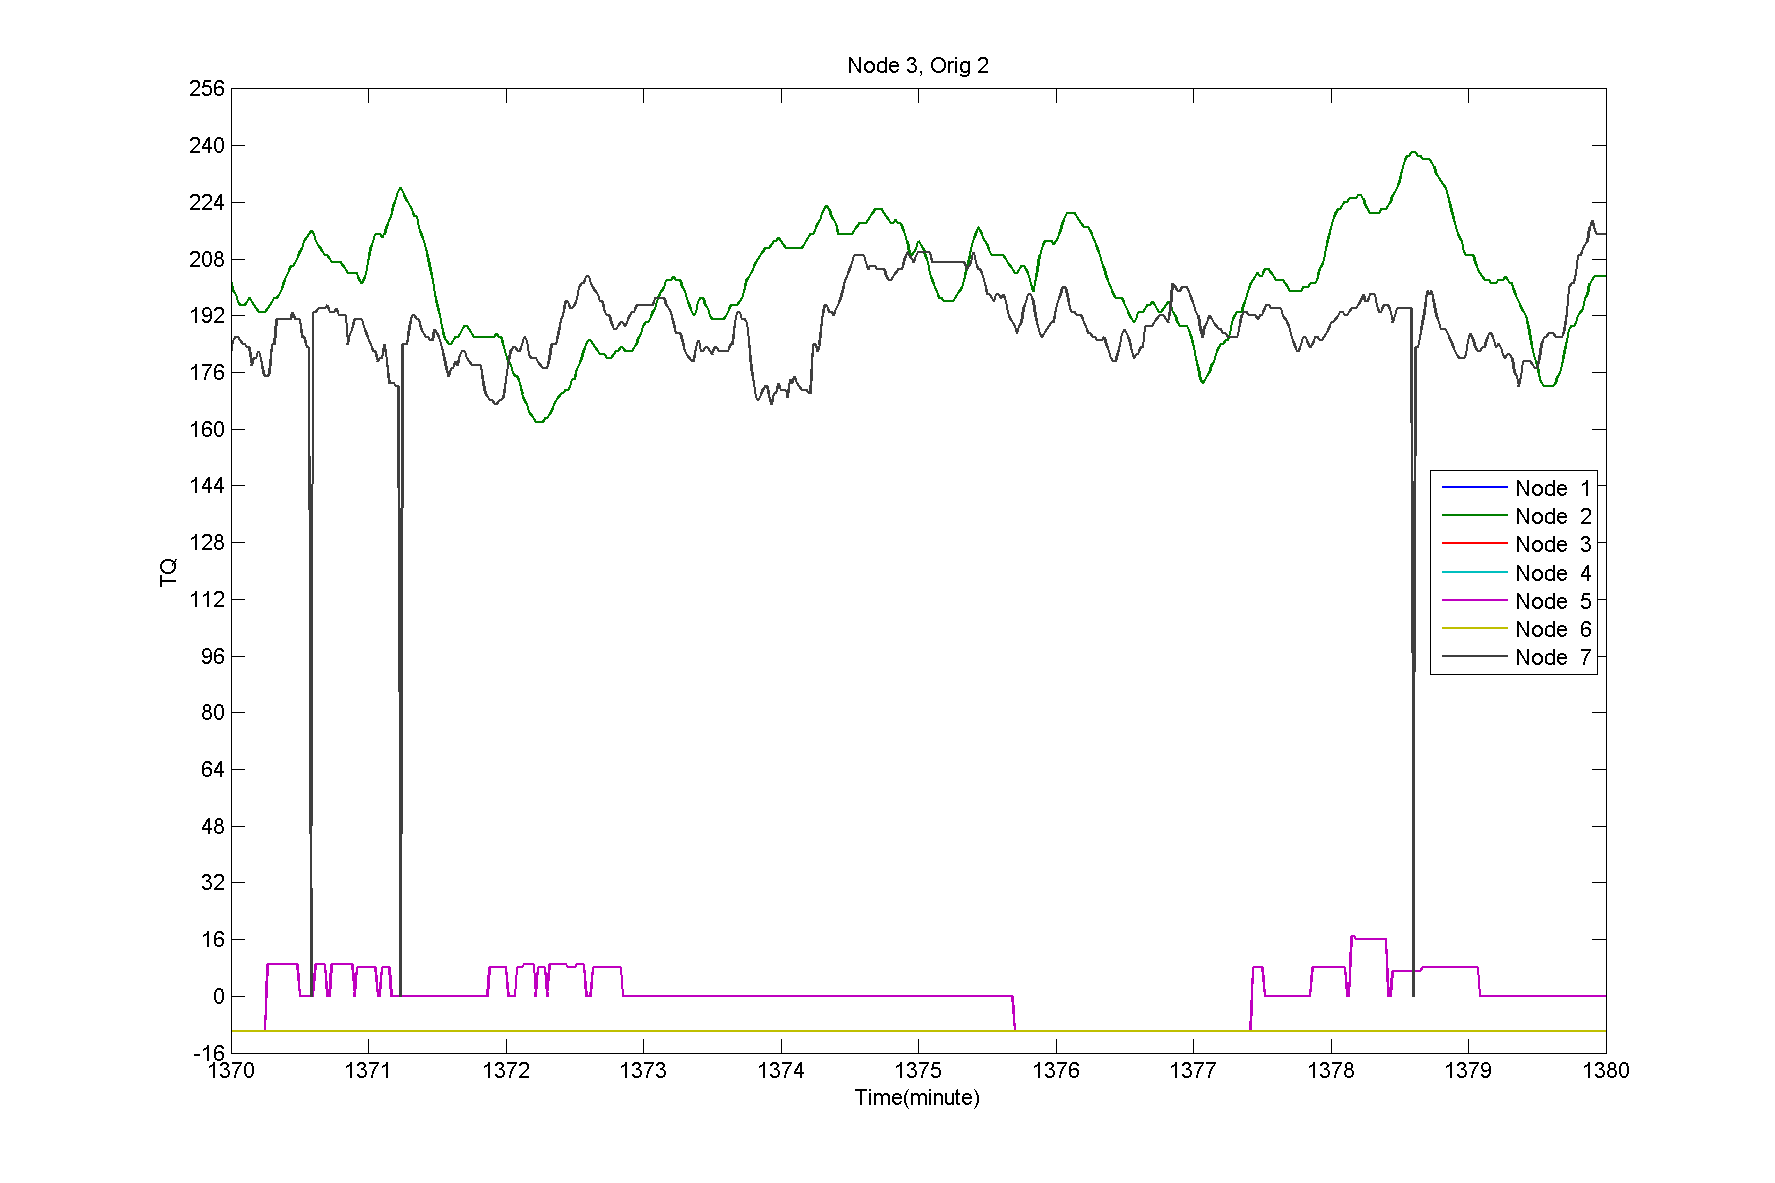 Node 3, Orig 2
256
240
224
208
192
176
160
144
128
112
96
80
64
48
32
16
0
-16
TQ
Node 1
Node 2
Node 3
Node 4
Node 5
Node 6
Node 7
1370 1371 1372 1373 1374 1375 1376 1377 1378 1379 1380
Time(minute)